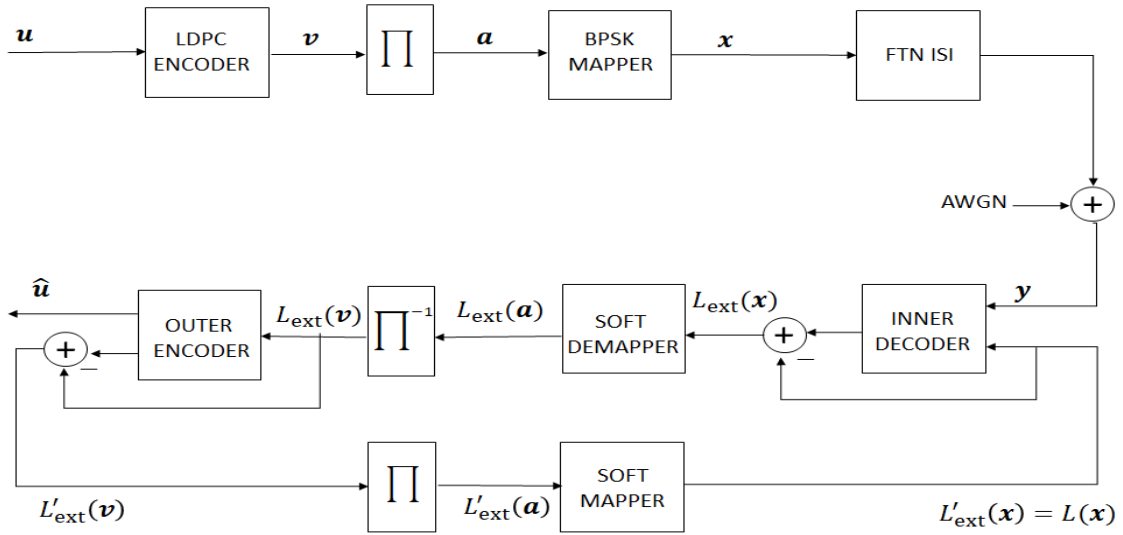 u
LDPC ENCODER
v
∏
a
BPSK MAPPER
x
FTN ISI
AWGN
+
û
L_ext(v)
L_ext(a)
L_ext(x)
y
+
−
OUTER ENCODER
∏⁻¹
SOFT DEMAPPER
+
−
INNER DECODER
L′_ext(v)
∏
L′_ext(a)
SOFT MAPPER
L′_ext(x) = L(x)